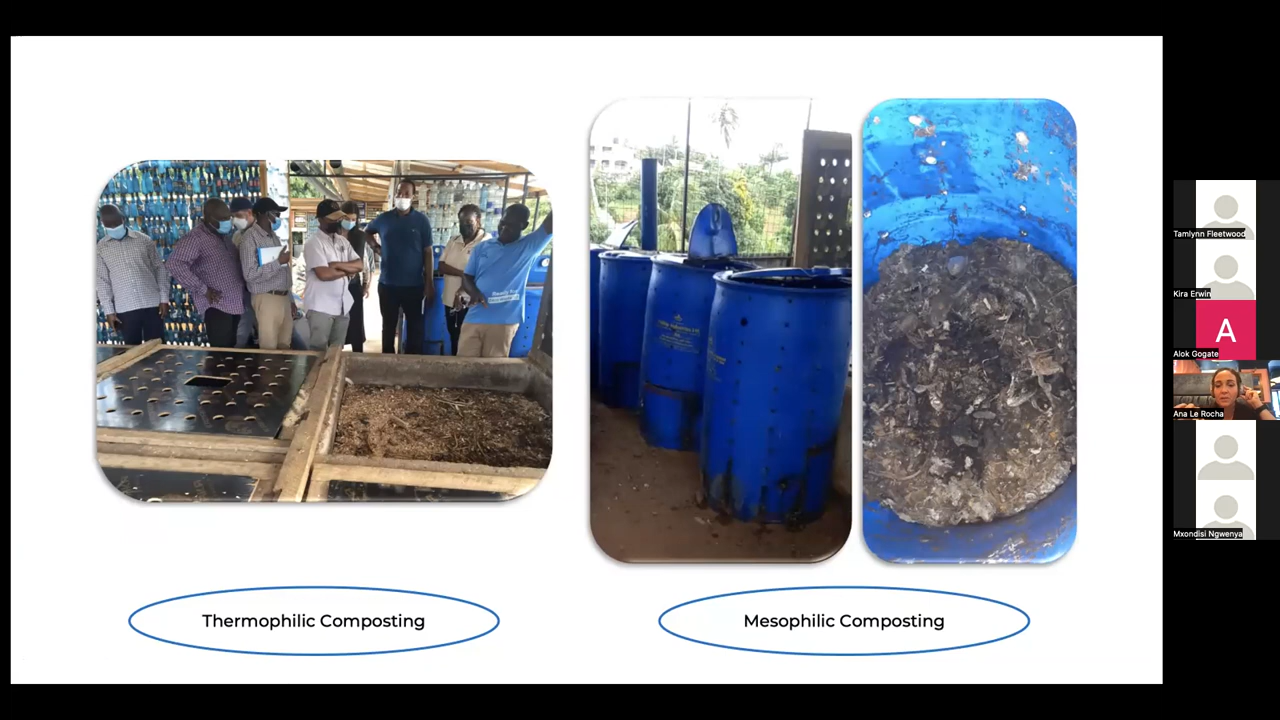 Thermophilic Composting
Mesophilic Composting
Tamlynn Fleetwood
Kira Erwin
A
Alok Gogate
Ana Le Rocha
Mxondisi Ngwenya